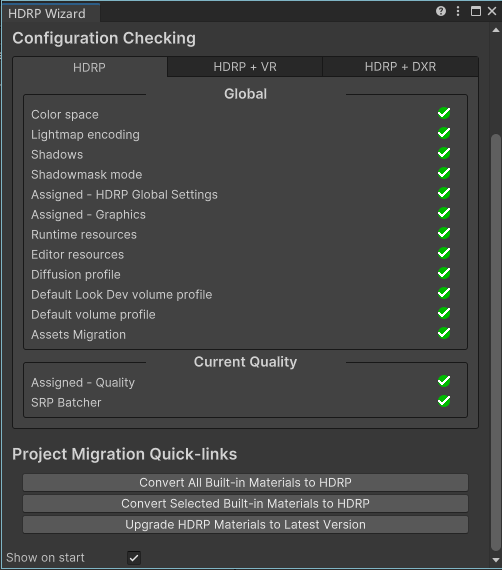 HDRP Wizard
Configuration Checking
HDRP HDRP + VR HDRP + DXR
Global
Color space
Lightmap encoding
Shadows
Shadowmask mode
Assigned - HDRP Global Settings
Assigned - Graphics
Runtime resources
Editor resources
Diffusion profile
Default Look Dev volume profile
Default volume profile
Assets Migration
Current Quality
Assigned - Quality
SRP Batcher
Project Migration Quick-links
Convert All Built-in Materials to HDRP
Convert Selected Built-in Materials to HDRP
Upgrade HDRP Materials to Latest Version
Show on start